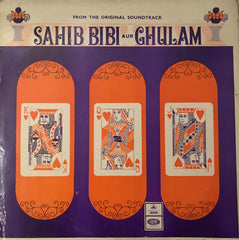 FROM THE ORIGINAL SOUNDTRACK
SAHIB BIBI AUR GHULAM
K
Q
J